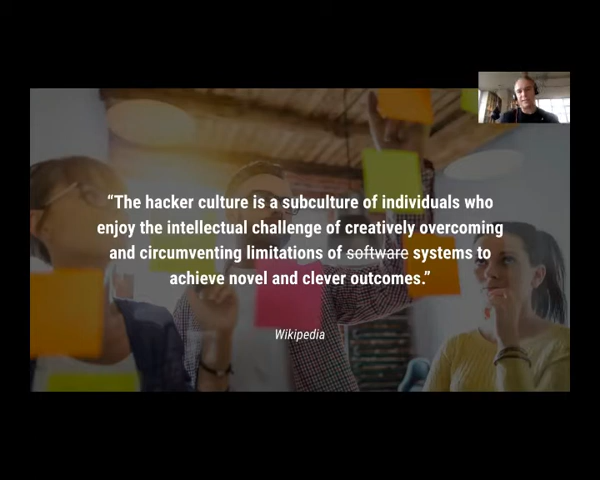 “The hacker culture is a subculture of individuals who
enjoy the intellectual challenge of creatively overcoming
and circumventing limitations of software systems to
achieve novel and clever outcomes.”
Wikipedia